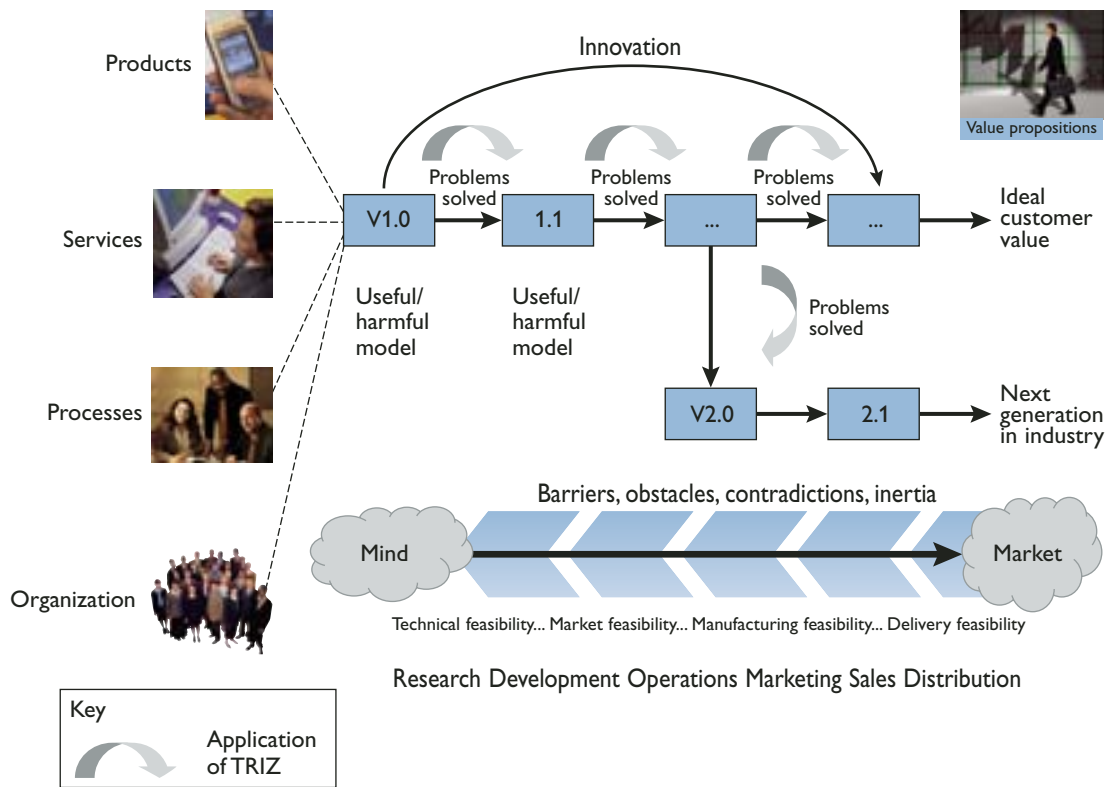 Products
Innovation
Value propositions
Problems
solved
Problems
solved
Problems
solved
Services
V1.0
1.1
...
...
Ideal
customer
value
Useful/
harmful
model
Useful/
harmful
model
Problems
solved
Processes
V2.0
2.1
Next
generation
in industry
Barriers, obstacles, contradictions, inertia
Mind
Market
Organization
Technical feasibility... Market feasibility... Manufacturing feasibility... Delivery feasibility
Research Development Operations Marketing Sales Distribution
Key
Application
of TRIZ